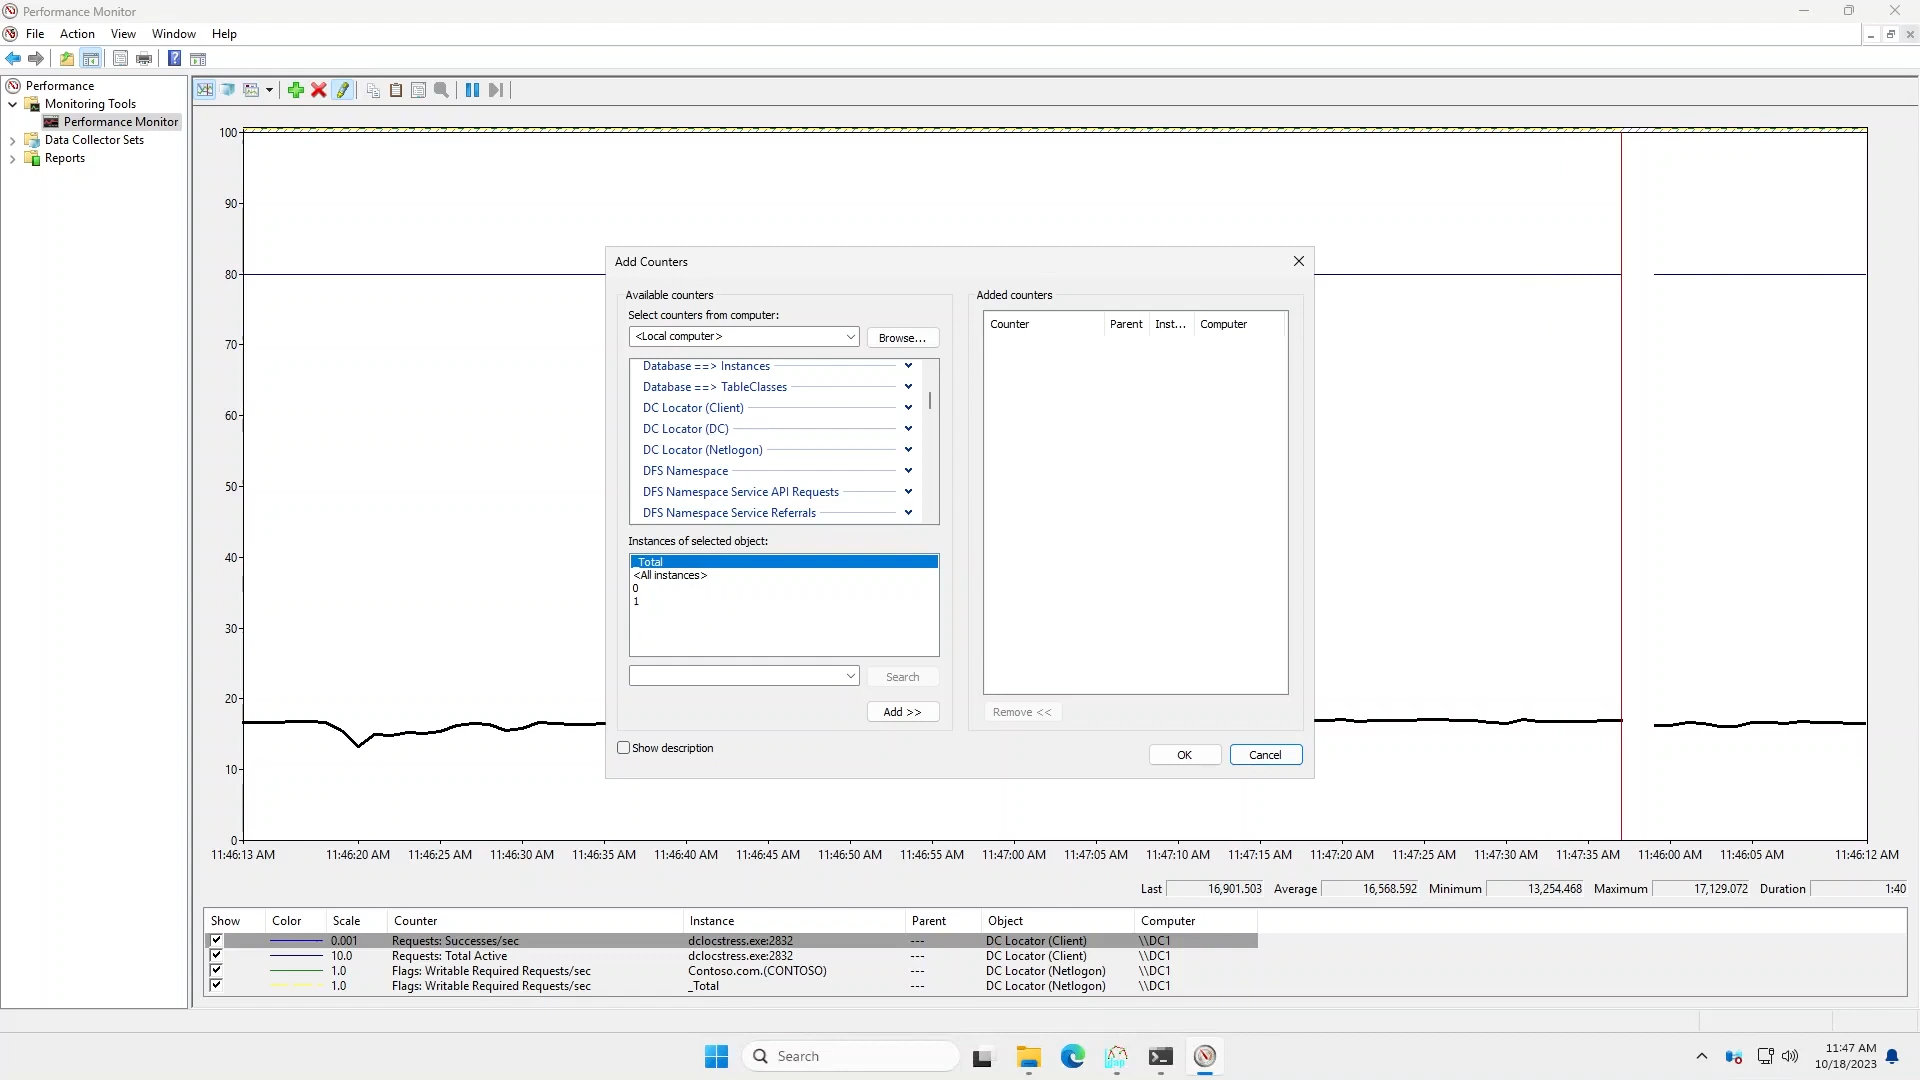 Performance Monitor
File Action View Window Help
Performance
Monitoring Tools
Performance Monitor
Data Collector Sets
Reports
100
90
80
70
60
50
40
30
20
10
0
Add Counters
Available counters
Select counters from computer:
<Local computer>
Browse...
Database ==> Instances
Database ==> TableClasses
DC Locator (Client)
DC Locator (DC)
DC Locator (Netlogon)
DFS Namespace
DFS Namespace Service API Requests
DFS Namespace Service Referrals
Instances of selected object:
_Total
<All instances>
0
1
Search
Add >>
Show description
Added counters
Counter Parent Inst... Computer
Remove <<
OK Cancel
11:46:13 AM 11:46:20 AM 11:46:25 AM 11:46:30 AM 11:46:35 AM 11:46:40 AM 11:46:45 AM 11:46:50 AM 11:46:55 AM 11:47:00 AM 11:47:05 AM 11:47:10 AM 11:47:15 AM 11:47:20 AM 11:47:25 AM 11:47:30 AM 11:47:35 AM 11:46:00 AM 11:46:05 AM 11:46:12 AM
Last 16,901.503 Average 16,568.592 Minimum 13,254.468 Maximum 17,129.072 Duration 1:40
Show Color Scale Counter Instance Parent Object Computer
0.001 Requests: Successes/sec dclocstress.exe:2832 --- DC Locator (Client) \\DC1
10.0 Requests: Total Active dclocstress.exe:2832 --- DC Locator (Client) \\DC1
1.0 Flags: Writable Required Requests/sec Contoso.com.(CONTOSO) --- DC Locator (Netlogon) \\DC1
1.0 Flags: Writable Required Requests/sec _Total --- DC Locator (Netlogon) \\DC1
Search
11:47 AM
10/18/2023